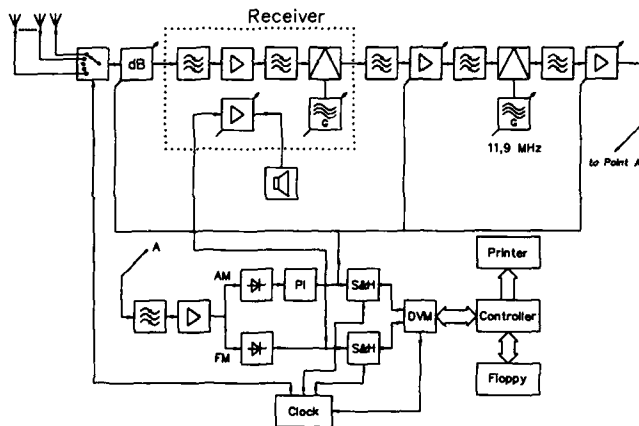 Receiver
dB
G
G
11,9 MHz
to Point A
A
Printer
AM
PI
S&H
DVM
Controller
FM
S&H
Floppy
Clock